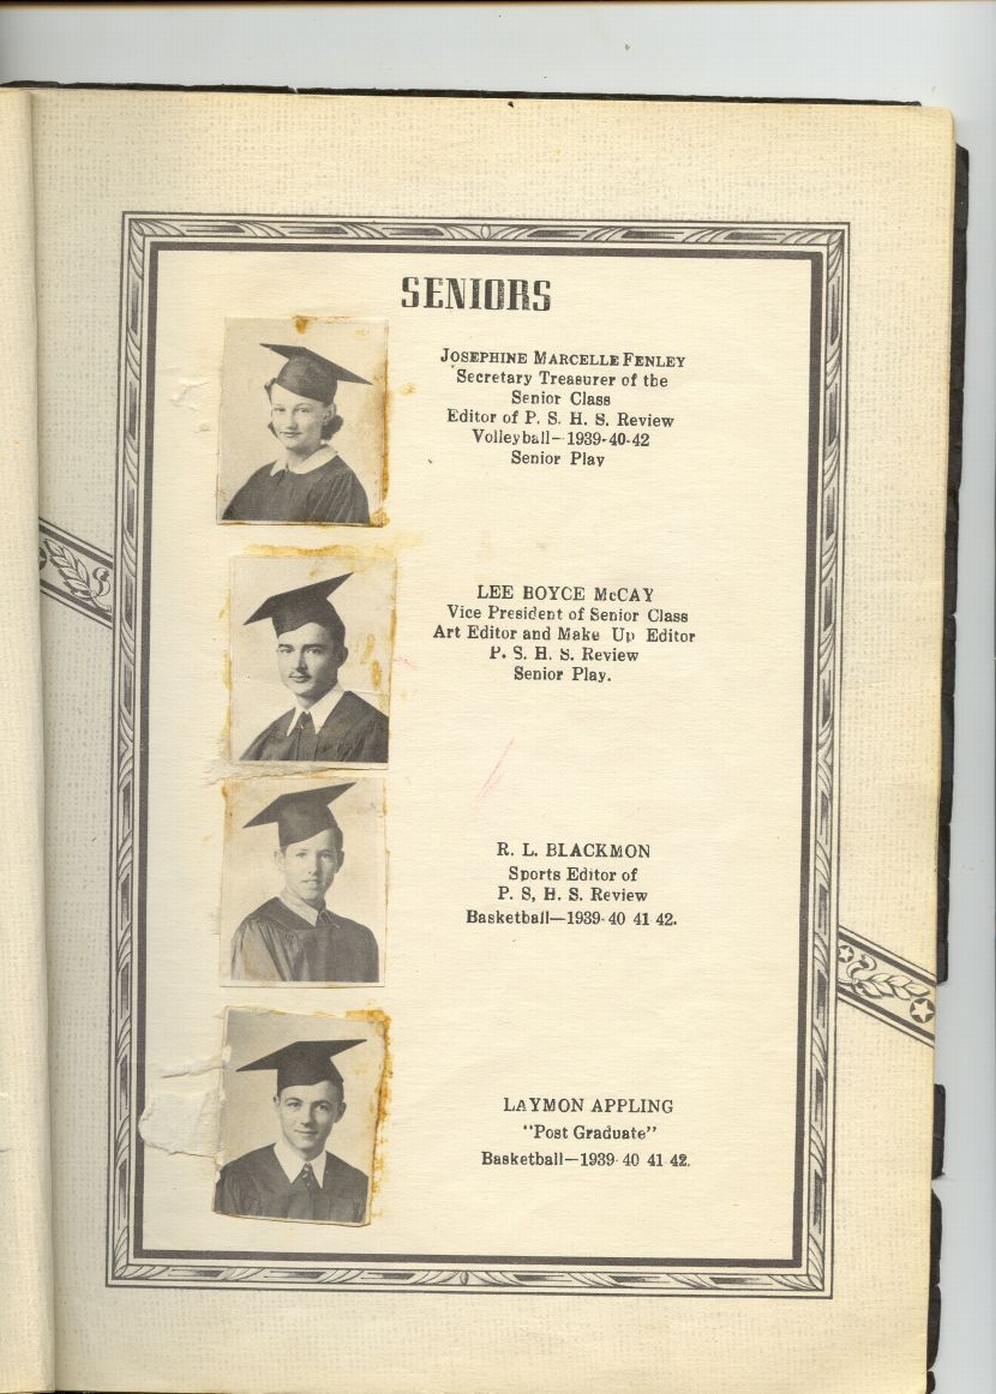 SENIORS
JOSEPHINE MARCELLE FENLEY
Secretary Treasurer of the
Senior Class
Editor of P. S. H. S. Review
Volleyball—1939-40-42
Senior Play
LEE BOYCE McCAY
Vice President of Senior Class
Art Editor and Make Up Editor
P. S. H. S. Review
Senior Play.
R. L. BLACKMON
Sports Editor of
P. S, H. S. Review
Basketball—1939-40 41 42.
LAYMON APPLING
"Post Graduate"
Basketball—1939-40 41 42.